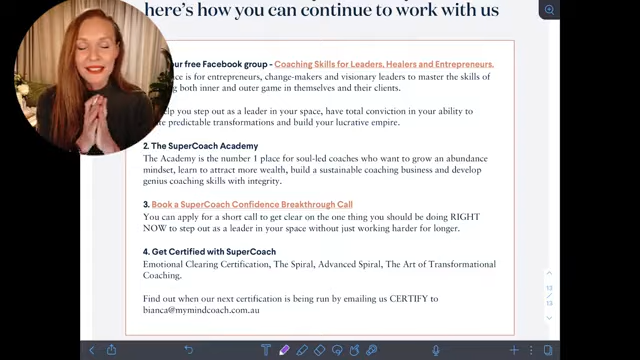 here's how you can continue to work with us
ur free Facebook group - Coaching Skills for Leaders, Healers and Entrepreneurs.
ce is for entrepreneurs, change-makers and visionary leaders to master the skills of
g both inner and outer game in themselves and their clients.
elp you step out as a leader in your space, have total conviction in your ability to
te predictable transformations and build your lucrative empire.
2. The SuperCoach Academy
The Academy is the number 1 place for soul-led coaches who want to grow an abundance
mindset, learn to attract more wealth, build a sustainable coaching business and develop
genius coaching skills with integrity.
3. Book a SuperCoach Confidence Breakthrough Call
You can apply for a short call to get clear on the one thing you should be doing RIGHT
NOW to step out as a leader in your space without just working harder for longer.
4. Get Certified with SuperCoach
Emotional Clearing Certification, The Spiral, Advanced Spiral, The Art of Transformational
Coaching.
Find out when our next certification is being run by emailing us CERTIFY to
bianca@mymindcoach.com.au
12
/
13